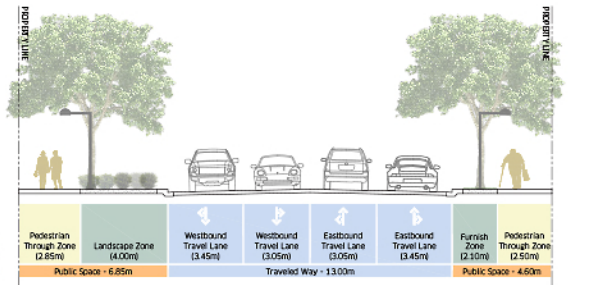 PROPERTY LINE
PROPERTY LINE
Pedestrian
Through Zone
(2.85m)
Landscape Zone
(4.00m)
Westbound
Travel Lane
(3.45m)
Westbound
Travel Lane
(3.05m)
Eastbound
Travel Lane
(3.05m)
Eastbound
Travel Lane
(3.45m)
Furnish
Zone
(2.10m)
Pedestrian
Through Zone
(2.50m)
Public Space - 6.85m
Traveled Way - 13.00m
Public Space - 4.60m